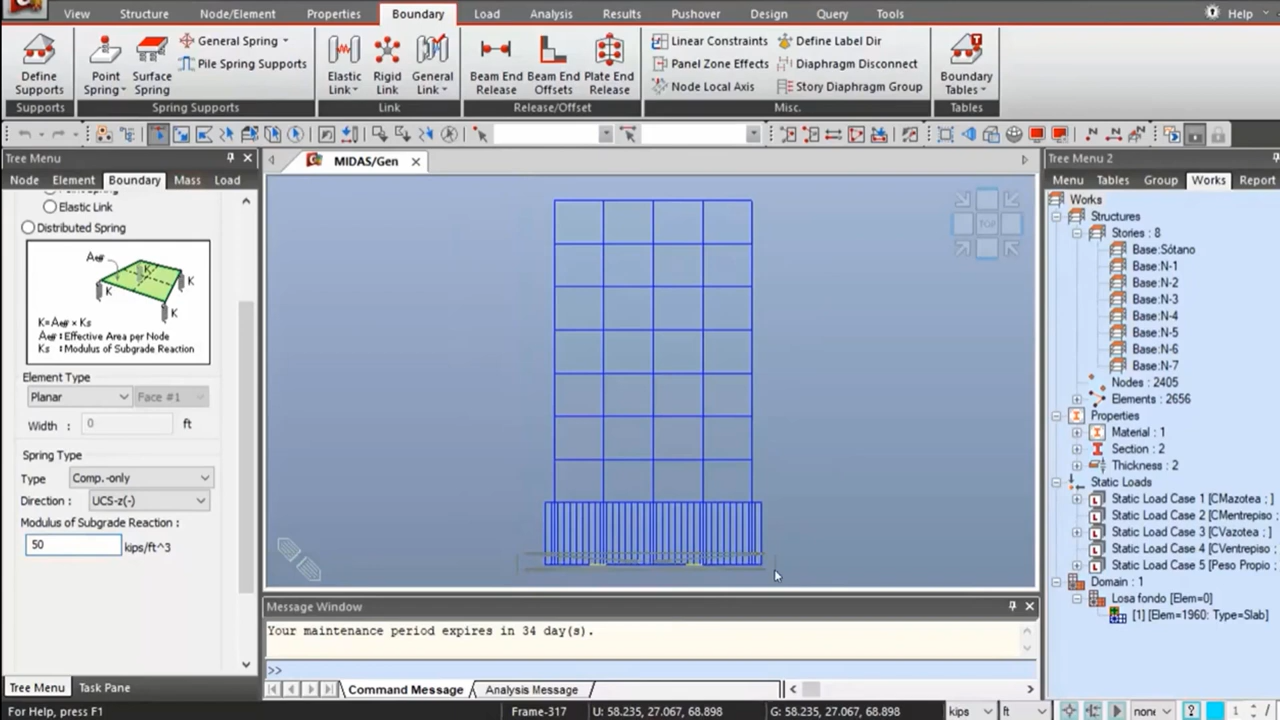 View Structure Node/Element Properties Boundary Load Analysis Results Pushover Design Query Tools Help
Define Supports
Point Spring
Surface Spring
General Spring
Pile Spring Supports
Elastic Link
Rigid Link
General Link
Beam End Release
Beam End Offsets
Plate End Release
Linear Constraints
Panel Zone Effects
Node Local Axis
Define Label Dir
Diaphragm Disconnect
Story Diaphragm Group
Boundary Tables
Supports Spring Supports Link Release/Offset Misc. Tables
Tree Menu
Node Element Boundary Mass Load
Elastic Link
Distributed Spring
Aeff
K
K
K
K
K=Aeff x Ks
Aeff : Effective Area per Node
Ks : Modulus of Subgrade Reaction
Element Type
Planar Face #1
Width : 0 ft
Spring Type
Type Comp.-only
Direction : UCS-z(-)
Modulus of Subgrade Reaction :
50 kips/ft^3
Tree Menu Task Pane
MIDAS/Gen
TOP
Message Window
Your maintenance period expires in 34 day(s).
>>
Command Message Analysis Message
Tree Menu 2
Menu Tables Group Works Report
Works
Structures
Stories : 8
Base:Sótano
Base:N-1
Base:N-2
Base:N-3
Base:N-4
Base:N-5
Base:N-6
Base:N-7
Nodes : 2405
Elements : 2656
Properties
Material : 1
Section : 2
Thickness : 2
Static Loads
Static Load Case 1 [CMazotea ; ]
Static Load Case 2 [CMentrepiso
Static Load Case 3 [CVazotea ; ]
Static Load Case 4 [CVentrepiso
Static Load Case 5 [Peso Propio
Domain : 1
Losa fondo [Elem=0]
[1] [Elem=1960: Type=Slab]
For Help, press F1 Frame-317 U: 58.235, 27.067, 68.898 G: 58.235, 27.067, 68.898 kips ft none 1